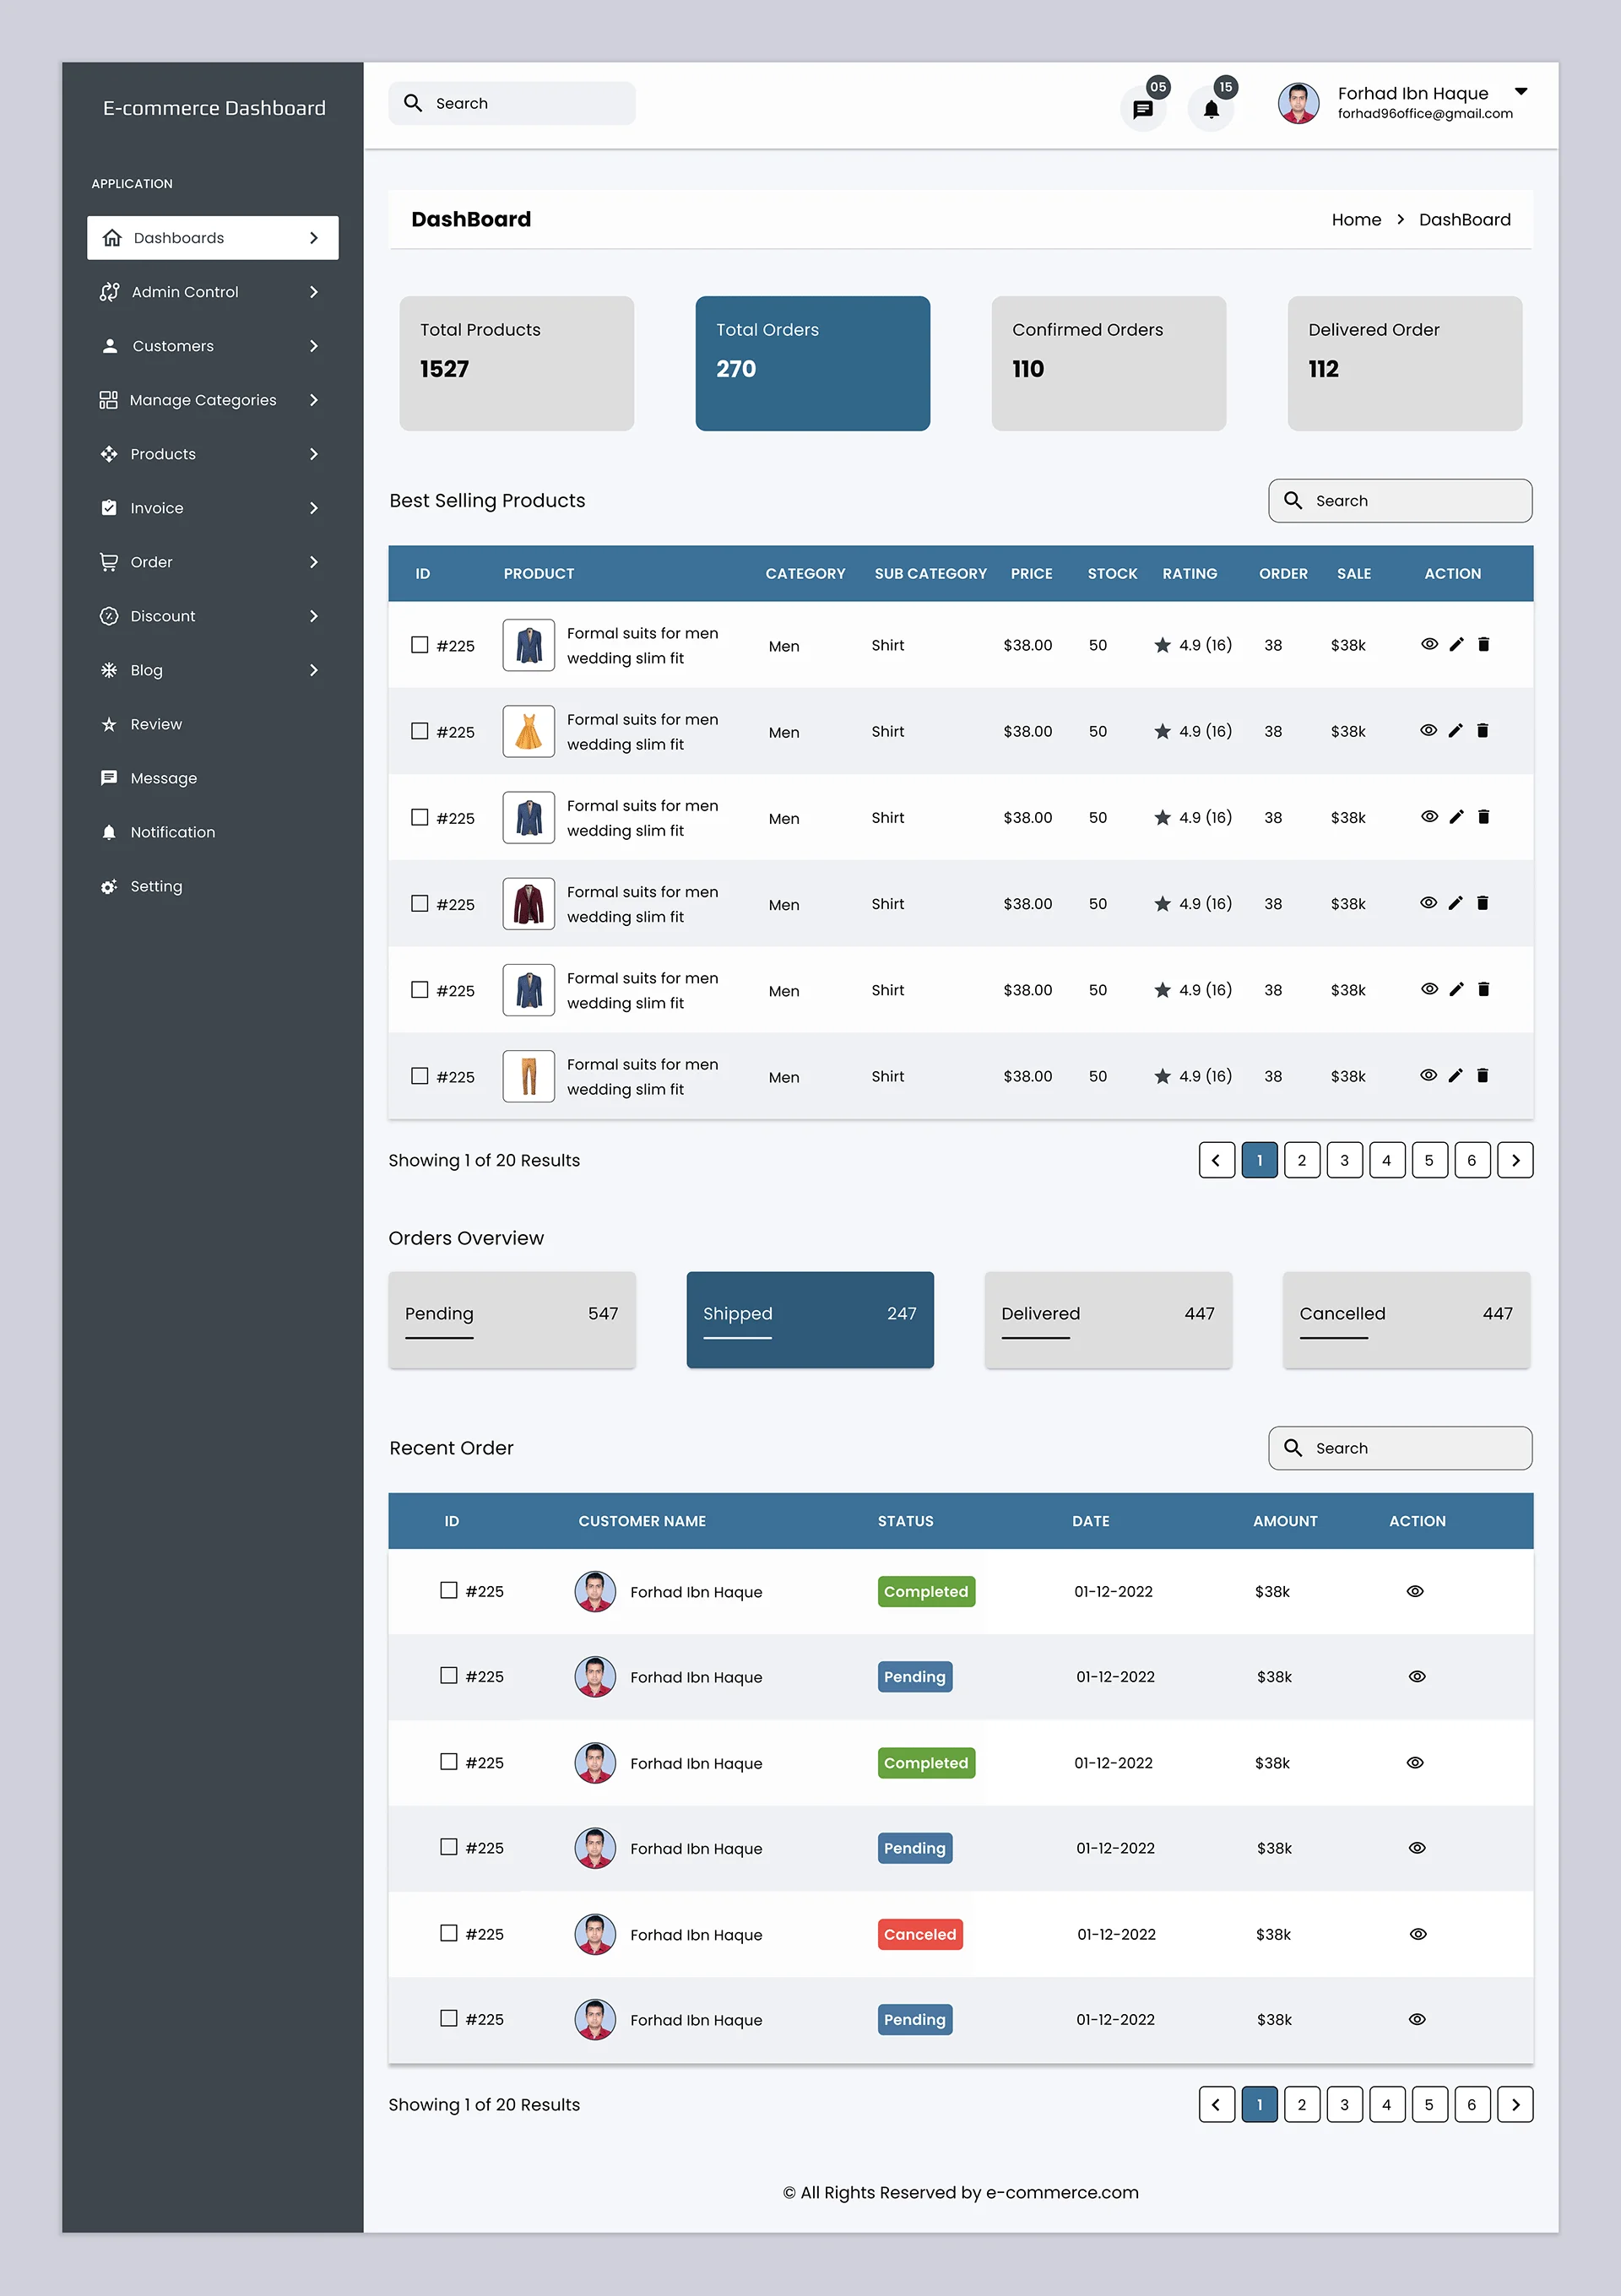 E-commerce Dashboard
APPLICATION
Dashboards
Admin Control
Customers
Manage Categories
Products
Invoice
Order
Discount
Blog
Review
Message
Notification
Setting
Search
05
15
Forhad Ibn Haque
forhad96office@gmail.com
DashBoard
Home > DashBoard
Total Products
1527
Total Orders
270
Confirmed Orders
110
Delivered Order
112
Best Selling Products
Search
ID PRODUCT CATEGORY SUB CATEGORY PRICE STOCK RATING ORDER SALE ACTION
#225 Formal suits for men wedding slim fit Men Shirt $38.00 50 4.9 (16) 38 $38k
#225 Formal suits for men wedding slim fit Men Shirt $38.00 50 4.9 (16) 38 $38k
#225 Formal suits for men wedding slim fit Men Shirt $38.00 50 4.9 (16) 38 $38k
#225 Formal suits for men wedding slim fit Men Shirt $38.00 50 4.9 (16) 38 $38k
#225 Formal suits for men wedding slim fit Men Shirt $38.00 50 4.9 (16) 38 $38k
#225 Formal suits for men wedding slim fit Men Shirt $38.00 50 4.9 (16) 38 $38k
Showing 1 of 20 Results
< 1 2 3 4 5 6 >
Orders Overview
Pending 547
Shipped 247
Delivered 447
Cancelled 447
Recent Order
Search
ID CUSTOMER NAME STATUS DATE AMOUNT ACTION
#225 Forhad Ibn Haque Completed 01-12-2022 $38k
#225 Forhad Ibn Haque Pending 01-12-2022 $38k
#225 Forhad Ibn Haque Completed 01-12-2022 $38k
#225 Forhad Ibn Haque Pending 01-12-2022 $38k
#225 Forhad Ibn Haque Canceled 01-12-2022 $38k
#225 Forhad Ibn Haque Pending 01-12-2022 $38k
Showing 1 of 20 Results
< 1 2 3 4 5 6 >
© All Rights Reserved by e-commerce.com